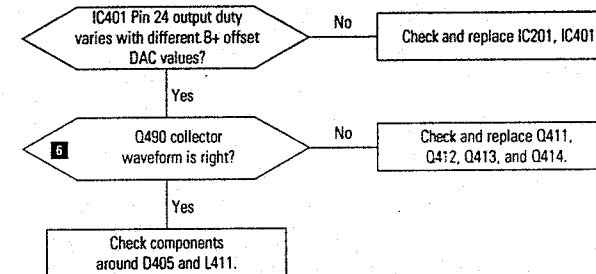 IC401 Pin 24 output duty
varies with different B+ offset
DAC values?
No
Check and replace IC201, IC401
Yes
6
Q490 collector
waveform is right?
No
Check and replace Q411,
Q412, Q413, and Q414.
Yes
Check components
around D405 and L411.